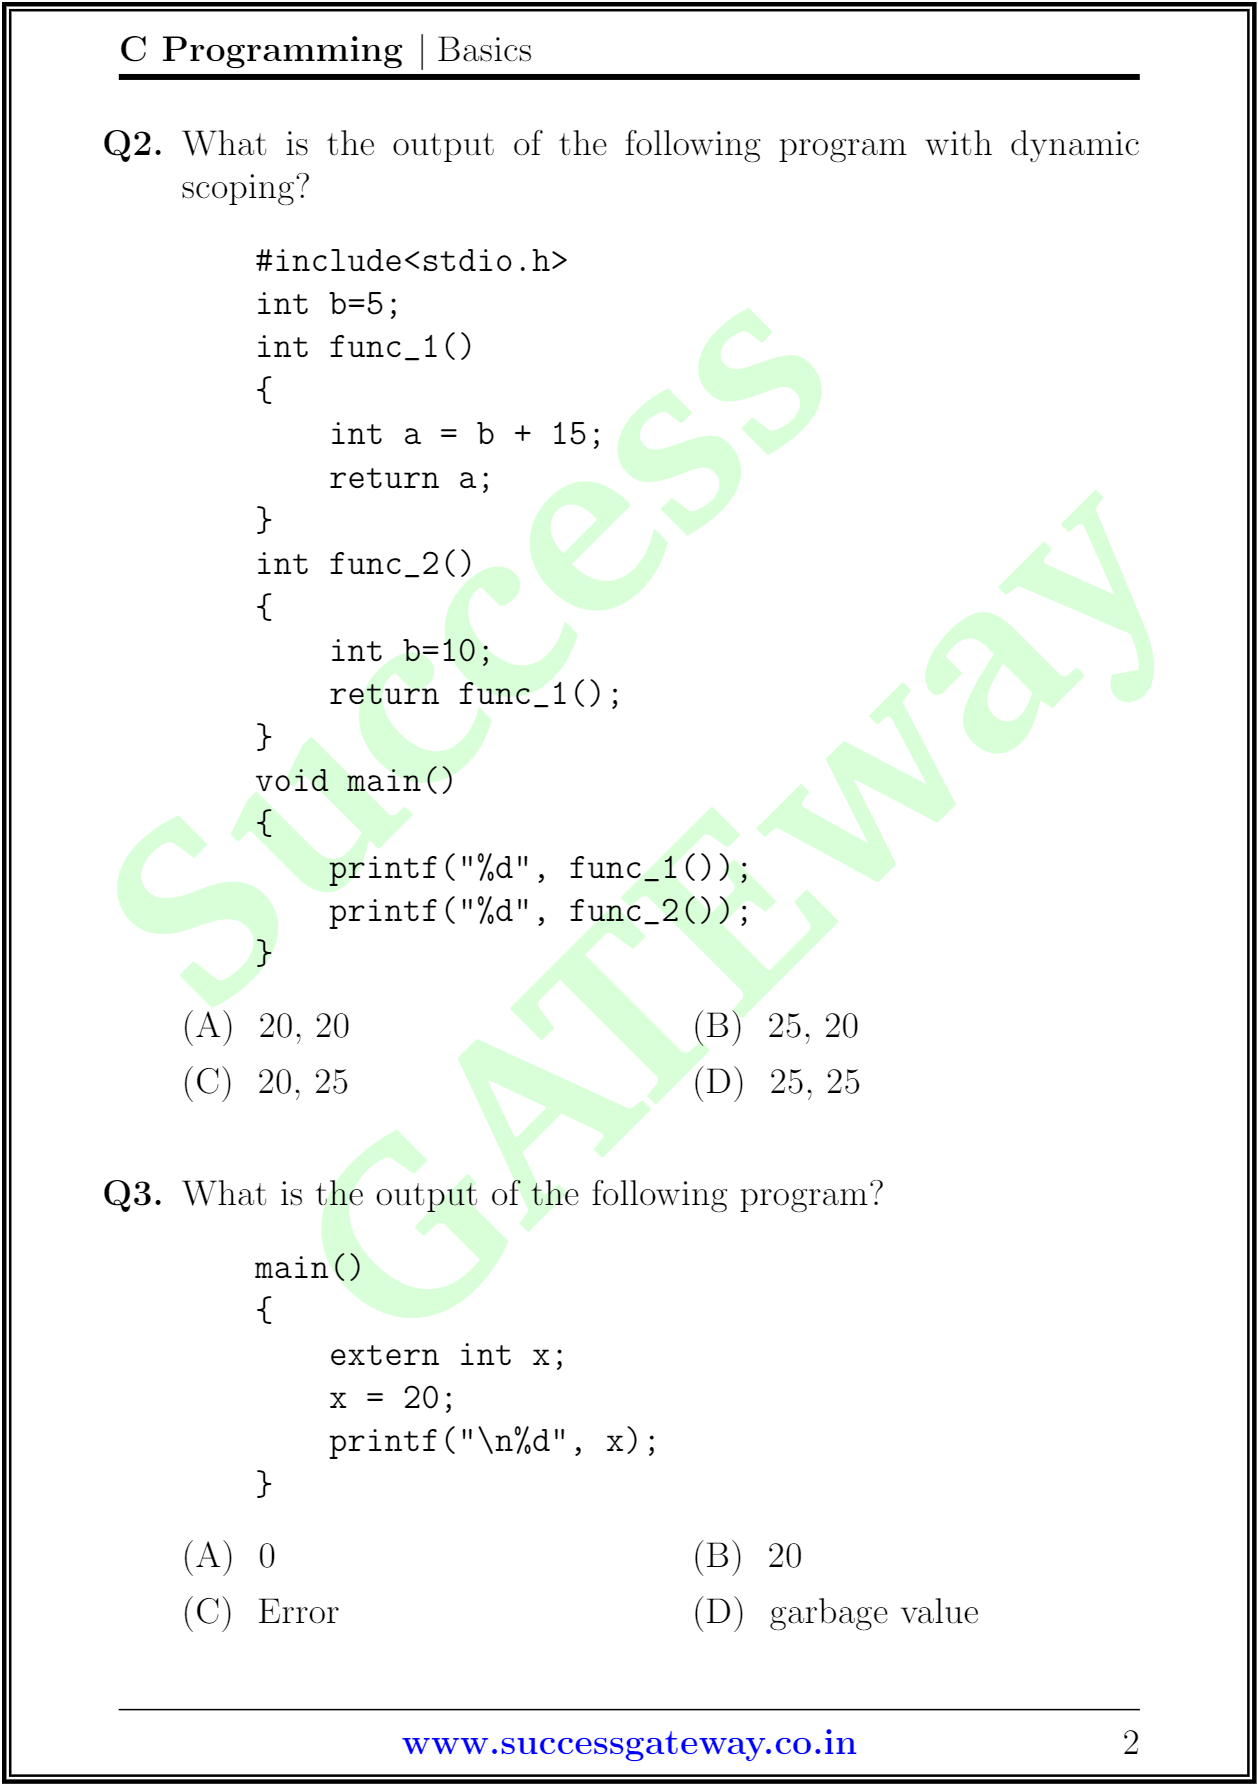 C Programming | Basics
Q2. What is the output of the following program with dynamic
scoping?
#include<stdio.h>
int b=5;
int func_1()
{
    int a = b + 15;
    return a;
}
int func_2()
{
    int b=10;
    return func_1();
}
void main()
{
    printf("%d", func_1());
    printf("%d", func_2());
}
(A) 20, 20 (B) 25, 20
(C) 20, 25 (D) 25, 25
Q3. What is the output of the following program?
main()
{
    extern int x;
    x = 20;
    printf("\n%d", x);
}
(A) 0 (B) 20
(C) Error (D) garbage value
www.successgateway.co.in 2
Success
GATEway